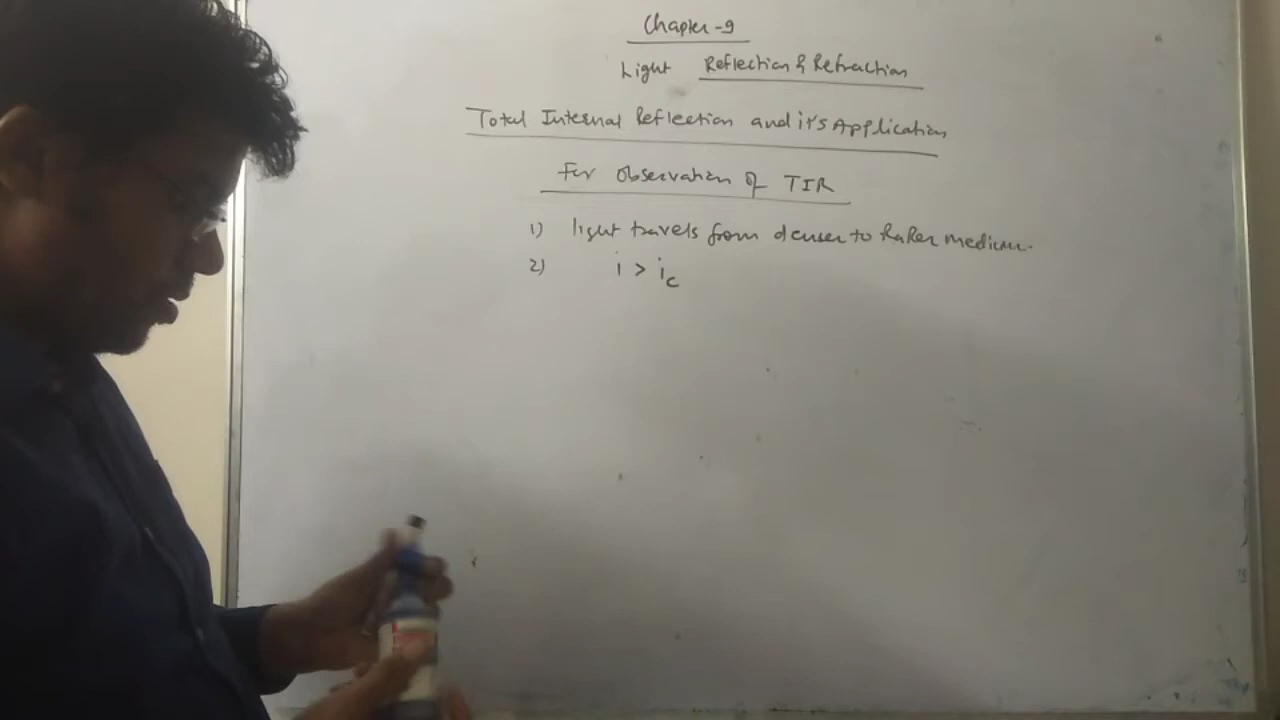 Chapter-9
Light Reflection & Refraction
Total Internal Reflection and it's Application
For Observation of TIR
1) light travels from denser to Rarer medium.
2) i > ic